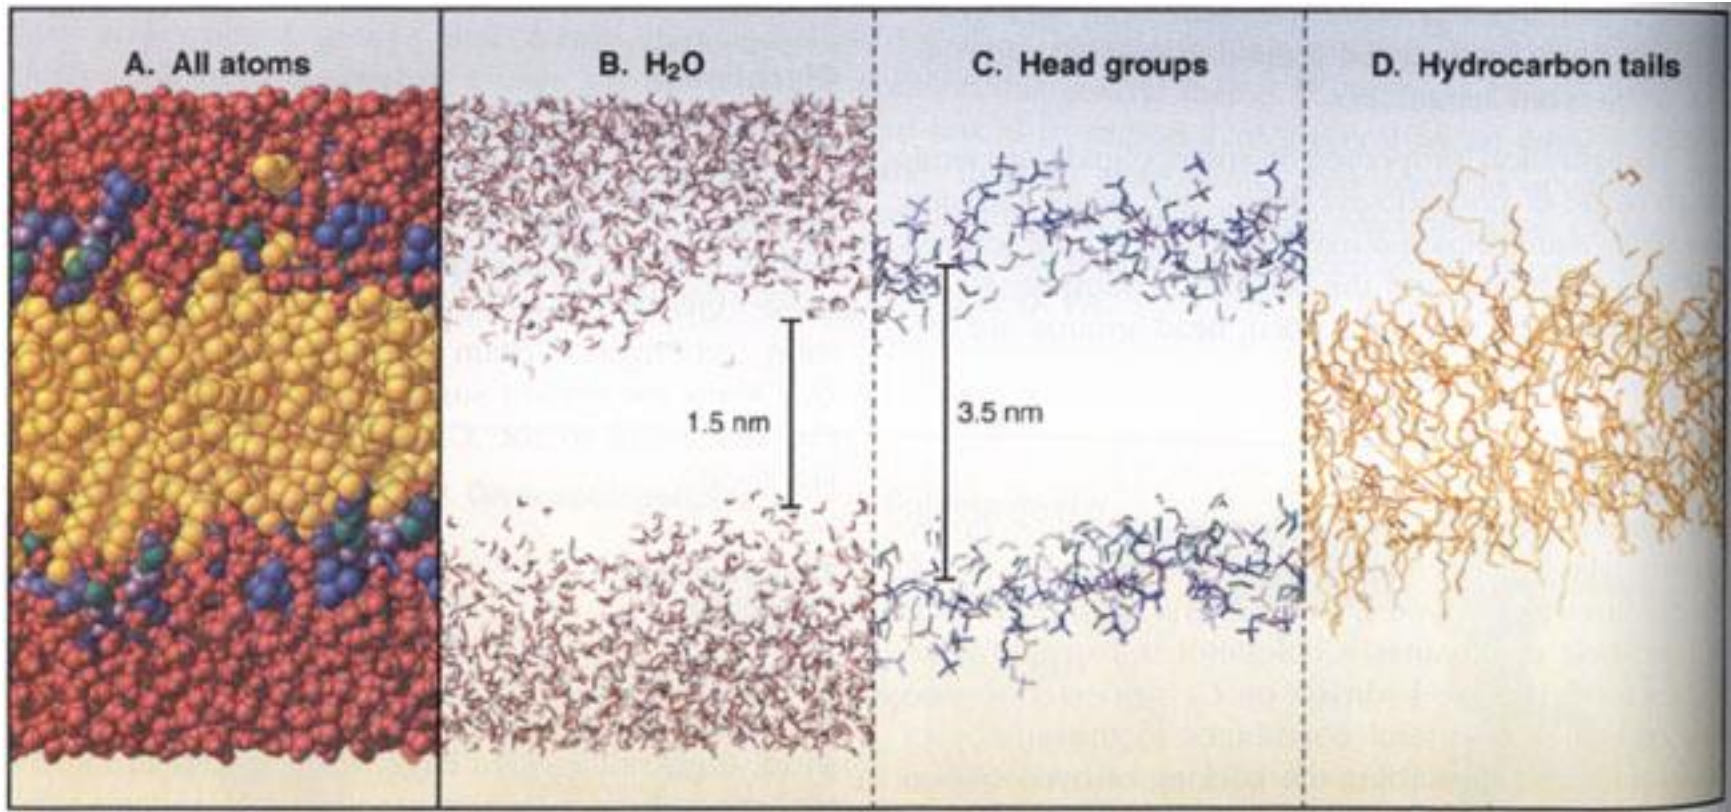 A. All atoms
B. H₂O
C. Head groups
D. Hydrocarbon tails
1.5 nm
3.5 nm